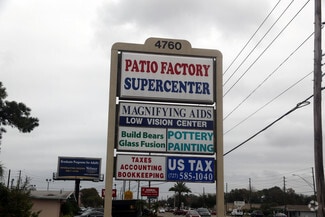 4760
PATIO FACTORY
SUPERCENTER
MAGNIFYING AIDS
LOW VISION CENTER
Build Bears
Glass Fusion
POTTERY
PAINTING
TAXES
ACCOUNTING
BOOKKEEPING
US TAX
585-1040